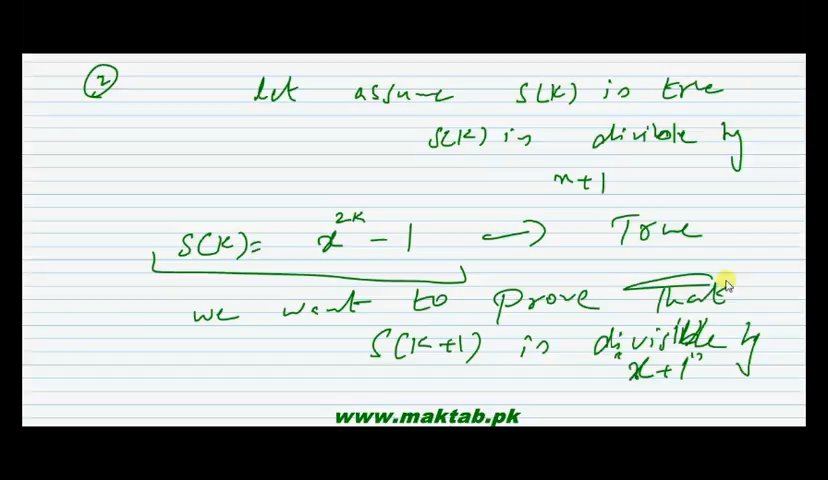 ② let assume S(K) is true
S(K) is divible by
x+1
S(K) = x^2K - 1 → True
we want to prove that
S(K+1) is divisible by
"x+1"
www.maktab.pk